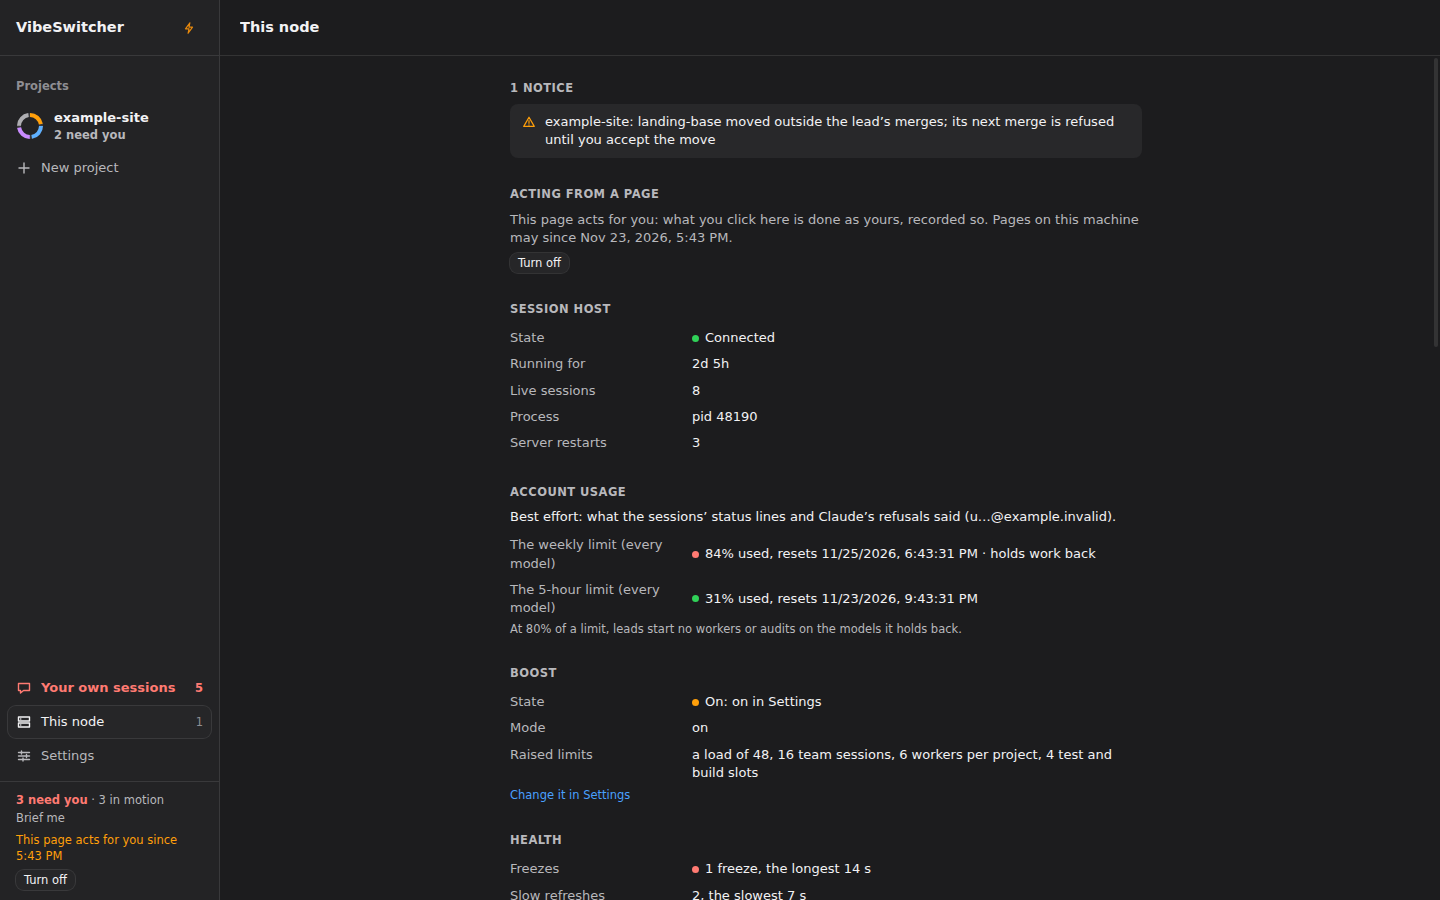 VibeSwitcher
This node
Projects
example-site
2 need you
New project
1 NOTICE
example-site: landing-base moved outside the lead’s merges; its next merge is refused
until you accept the move
ACTING FROM A PAGE
This page acts for you: what you click here is done as yours, recorded so. Pages on this machine
may since Nov 23, 2026, 5:43 PM.
Turn off
SESSION HOST
State
Connected
Running for
2d 5h
Live sessions
8
Process
pid 48190
Server restarts
3
ACCOUNT USAGE
Best effort: what the sessions’ status lines and Claude’s refusals said (u…@example.invalid).
The weekly limit (every
model)
84% used, resets 11/25/2026, 6:43:31 PM · holds work back
The 5-hour limit (every
model)
31% used, resets 11/23/2026, 9:43:31 PM
At 80% of a limit, leads start no workers or audits on the models it holds back.
BOOST
State
On: on in Settings
Mode
on
Raised limits
a load of 48, 16 team sessions, 6 workers per project, 4 test and
build slots
Change it in Settings
HEALTH
Freezes
1 freeze, the longest 14 s
Slow refreshes
2, the slowest 7 s
Your own sessions
5
This node
1
Settings
3 need you · 3 in motion
Brief me
This page acts for you since
5:43 PM
Turn off